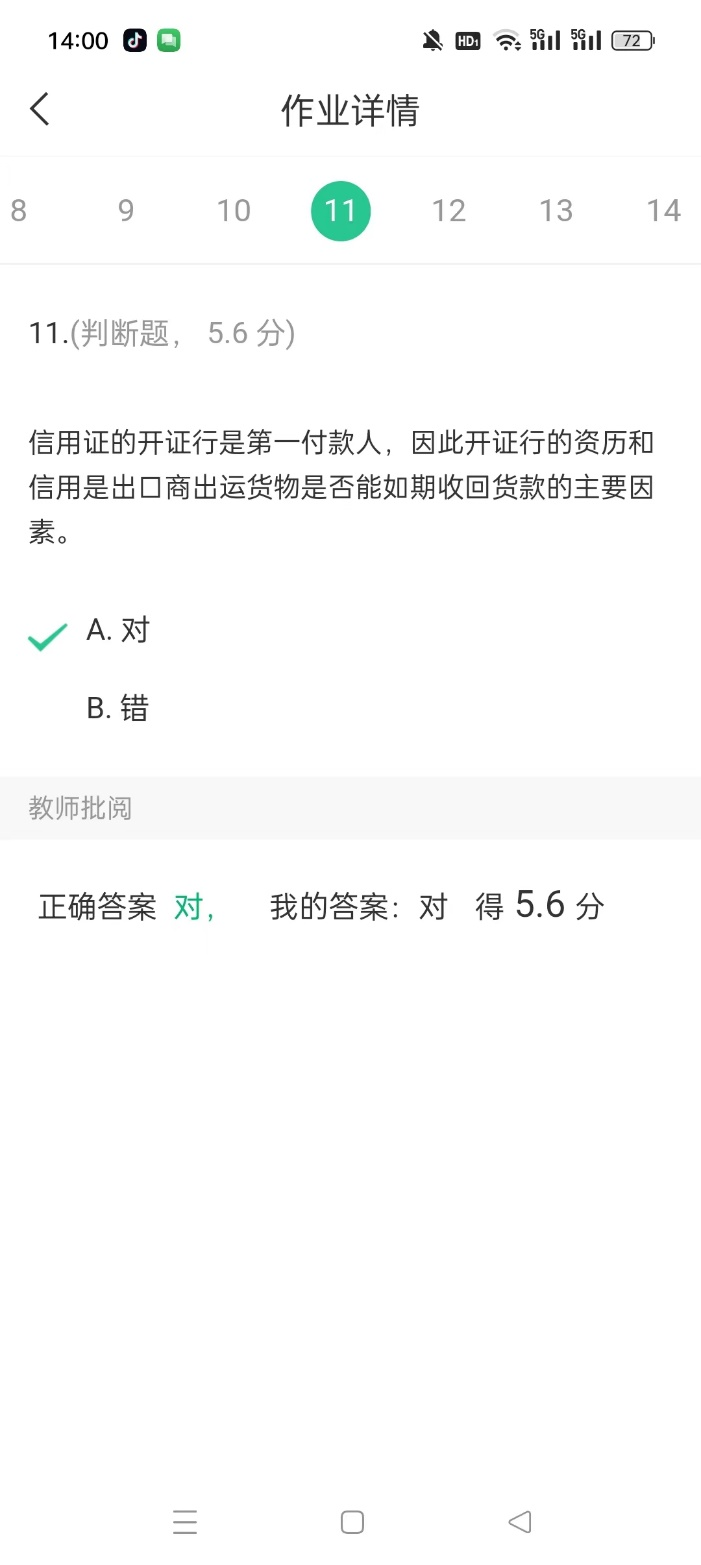 14:00 HD1 5G 5G 72
作业详情
8 9 10 11 12 13 14
11.(判断题， 5.6 分)
信用证的开证行是第一付款人，因此开证行的资历和
信用是出口商出运货物是否能如期收回货款的主要因
素。
A. 对
B. 错
教师批阅
正确答案 对， 我的答案：对 得 5.6 分